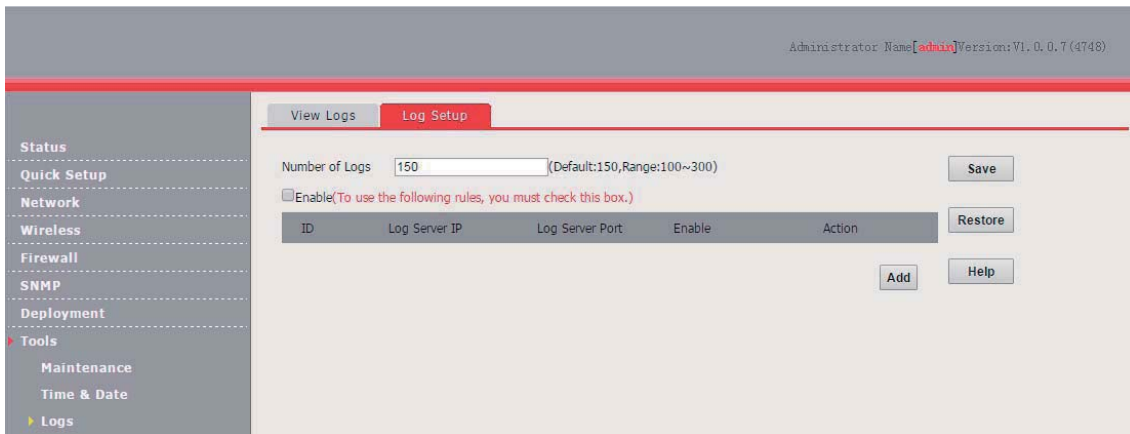 Administrator Name[admin]Version:V1.0.0.7(4748)
View Logs Log Setup
Status
Quick Setup
Network
Wireless
Firewall
SNMP
Deployment
Tools
Maintenance
Time & Date
Logs
Number of Logs 150 (Default:150,Range:100~300)
Enable(To use the following rules, you must check this box.)
ID Log Server IP Log Server Port Enable Action
Add
Save
Restore
Help